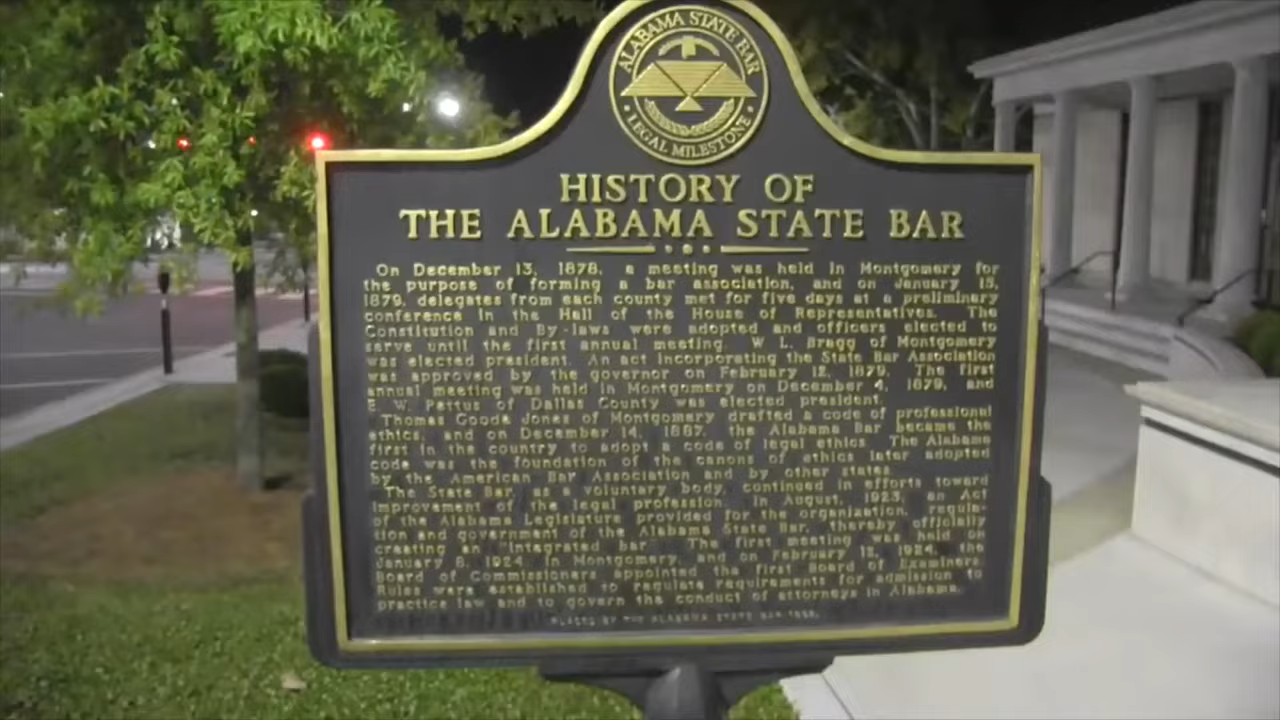 ALABAMA STATE BAR
• LEGAL MILESTONE •
HISTORY OF
THE ALABAMA STATE BAR
On December 13, 1878, a meeting was held in Montgomery for
the purpose of forming a bar association, and on January 15,
1879, delegates from each county met for five days at a preliminary
conference in the Hall of the House of Representatives. The
Constitution and By-laws were adopted and officers elected to
serve until the first annual meeting. W. L. Bragg of Montgomery
was elected president. An act incorporating the State Bar Association
was approved by the governor on February 12, 1879. The first
annual meeting was held in Montgomery on December 4, 1879, and
E. W. Pettus of Dallas County was elected president.
Thomas Goode Jones of Montgomery drafted a code of professional
ethics, and on December 14, 1887, the Alabama Bar became the
first in the country to adopt a code of legal ethics. The Alabama
code was the foundation of the canons of ethics later adopted
by the American Bar Association and by other states.
The State Bar, as a voluntary body, continued in efforts toward
improvement of the legal profession. In August, 1923, an Act
of the Alabama Legislature provided for the organization, regula-
tion and government of the Alabama State Bar, thereby officially
creating an "integrated bar". The first meeting was held on
January 8, 1924, in Montgomery, and on February 12, 1924, the
Board of Commissioners appointed the first Board of Examiners.
Rules were established to regulate requirements for admission to
practice law and to govern the conduct of attorneys in Alabama.
PLACED BY THE ALABAMA STATE BAR